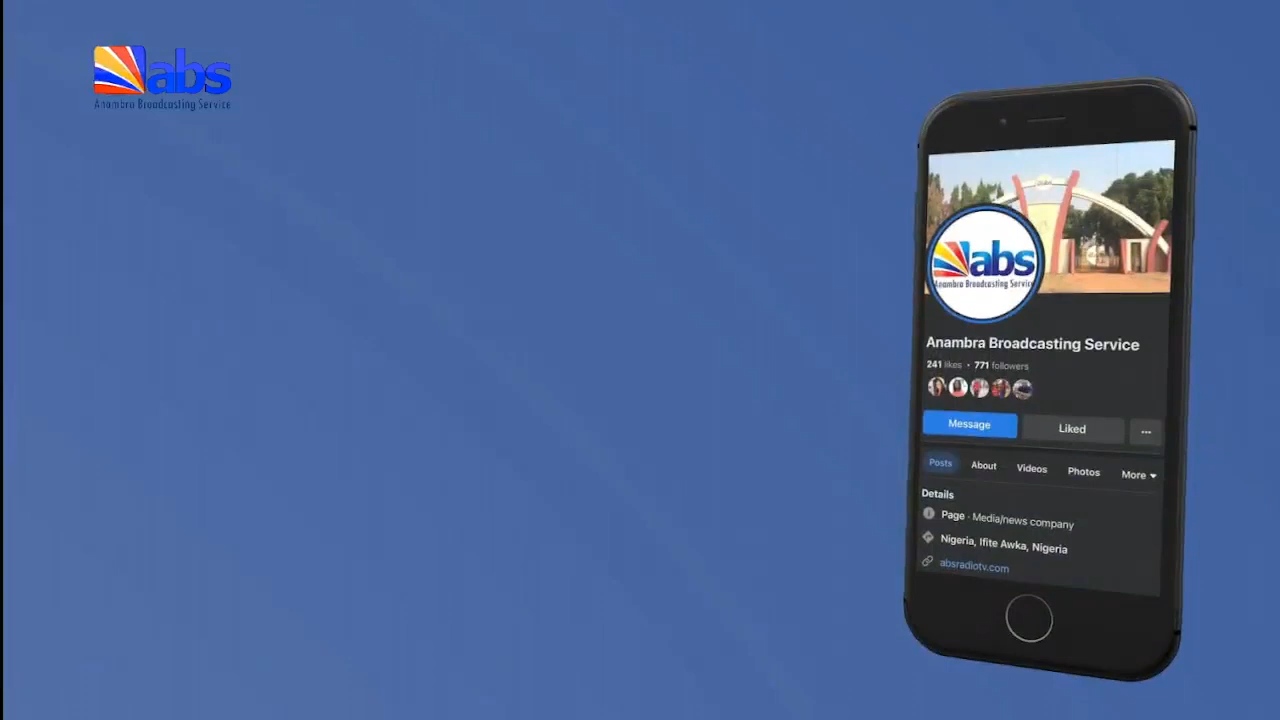 abs
Anambra Broadcasting Service
abs
Anambra Broadcasting Service
Anambra Broadcasting Service
241 likes · 771 followers
Message
Liked
...
Posts
About
Videos
Photos
More
Details
Page · Media/news company
Nigeria, Ifite Awka, Nigeria
absradiotv.com